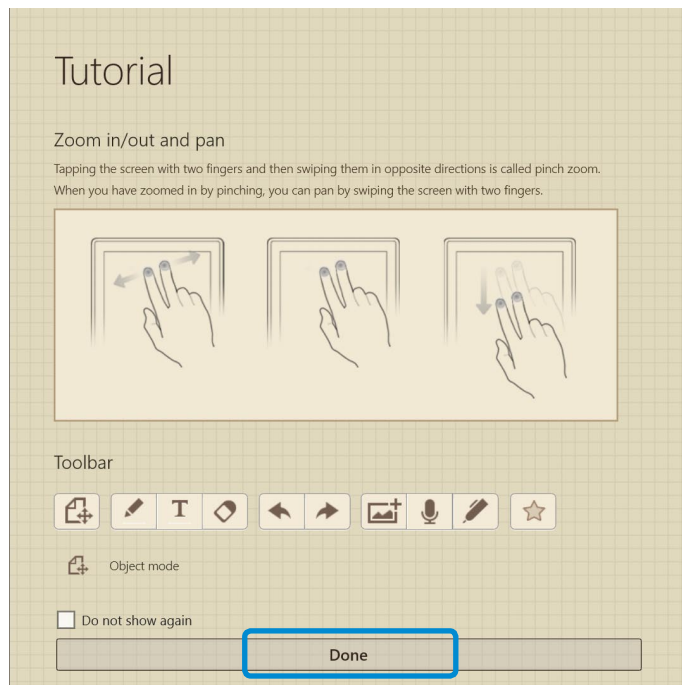 Tutorial
Zoom in/out and pan
Tapping the screen with two fingers and then swiping them in opposite directions is called pinch zoom.
When you have zoomed in by pinching, you can pan by swiping the screen with two fingers.
Toolbar
T
Object mode
Do not show again
Done